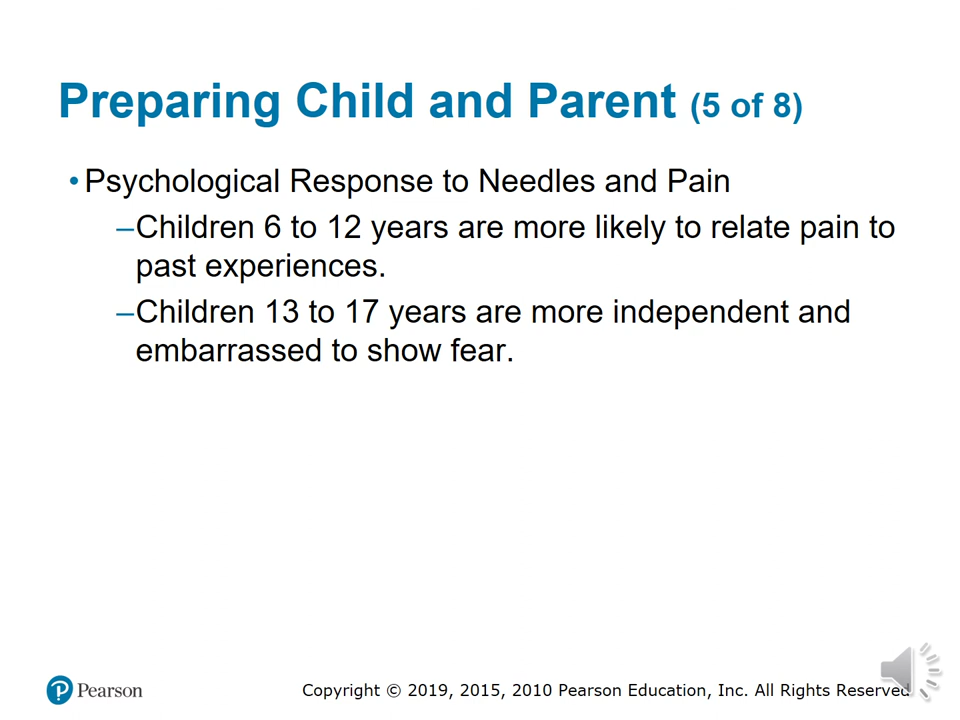 Preparing Child and Parent (5 of 8)
• Psychological Response to Needles and Pain
–Children 6 to 12 years are more likely to relate pain to
past experiences.
–Children 13 to 17 years are more independent and
embarrassed to show fear.
Pearson
Copyright © 2019, 2015, 2010 Pearson Education, Inc. All Rights Reserved